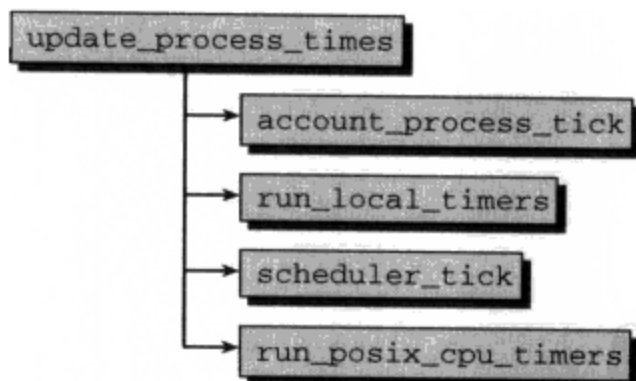 update_process_times
account_process_tick
run_local_timers
scheduler_tick
run_posix_cpu_timers